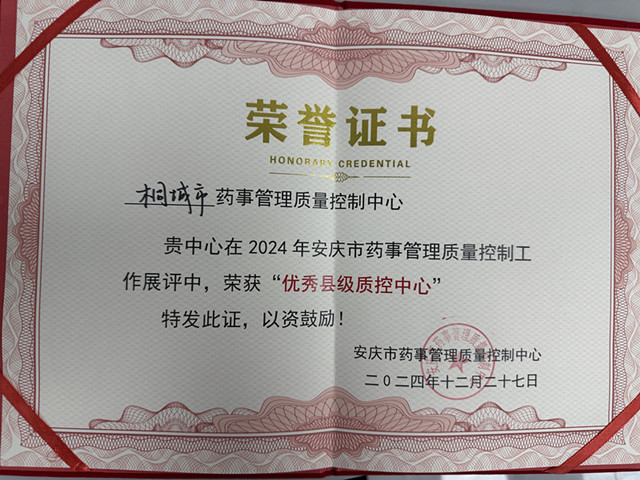 荣誉证书
HONORARY CREDENTIAL
桐城市药事管理质量控制中心
贵中心在2024年安庆市药事管理质量控制工
作展评中，荣获“优秀县级质控中心”
特发此证，以资鼓励！
安庆市药事管理质量控制中心
二〇二四年十二月二十七日